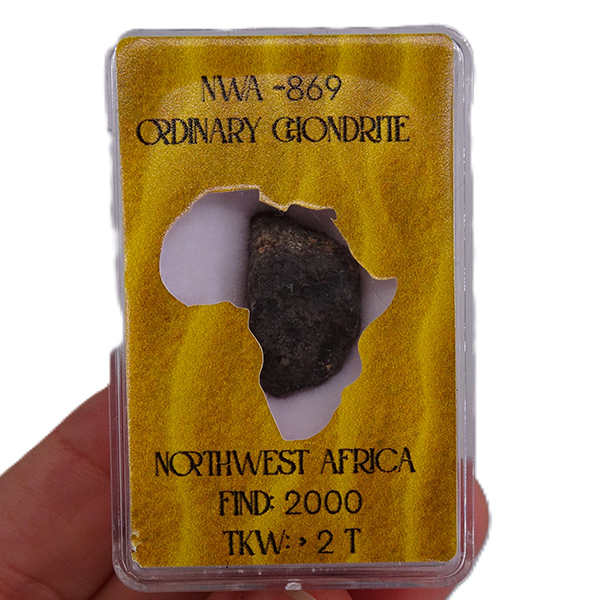 NWA -869
ORDINARY CHONDRITE
NORTHWEST AFRICA
FIND: 2000
TKW: > 2 T